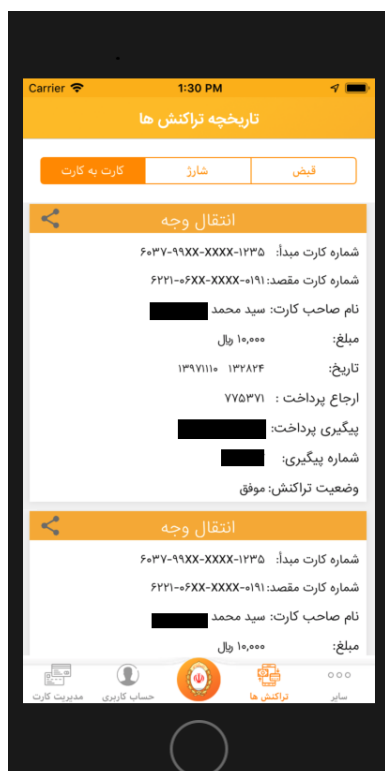 Carrier 1:30 PM
تاریخچه تراکنش ها
قبض شارژ کارت به کارت
انتقال وجه
شماره کارت مبدأ: ۶۰۳۷-۹۹XX-XXXX-۱۲۳۵
شماره کارت مقصد: ۶۲۲۱-۰۶XX-XXXX-۰۱۹۱
نام صاحب کارت: سید محمد
مبلغ: ۱۰,۰۰۰ ریال
تاریخ: ۱۳۲۸۲۴ ۱۳۹۷۱۱۱۰
ارجاع پرداخت : ۷۷۵۳۷۱
پیگیری پرداخت:
شماره پیگیری:
وضعیت تراکنش: موفق
انتقال وجه
شماره کارت مبدأ: ۶۰۳۷-۹۹XX-XXXX-۱۲۳۵
شماره کارت مقصد: ۶۲۲۱-۰۶XX-XXXX-۰۱۹۱
نام صاحب کارت: سید محمد
مبلغ: ۱۰,۰۰۰ ریال
سایر تراکنش ها حساب کاربری مدیریت کارت